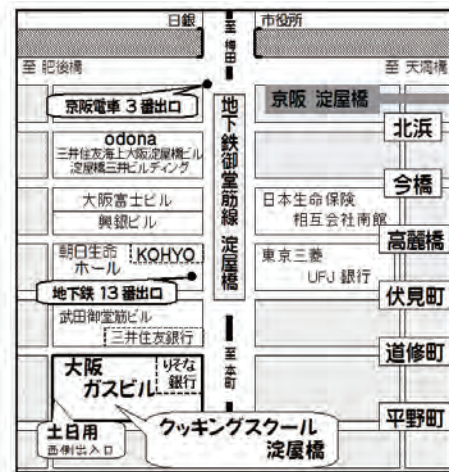 日銀
至 梅田
市役所
至 肥後橋
至 天満橋
京阪電車 3番出口
京阪 淀屋橋
北浜
地下鉄御堂筋線 淀屋橋
odona
三井住友海上大阪淀屋橋ビル
淀屋橋三井ビルディング
今橋
大阪富士ビル
興銀ビル
日本生命保険
相互会社南館
高麗橋
朝日生命
ホール
KOHYO
東京三菱
UFJ 銀行
地下鉄 13番出口
伏見町
武田御堂筋ビル
三井住友銀行
至 本町
道修町
大阪
ガスビル
りそな
銀行
平野町
土日用
西側出入口
クッキングスクール
淀屋橋